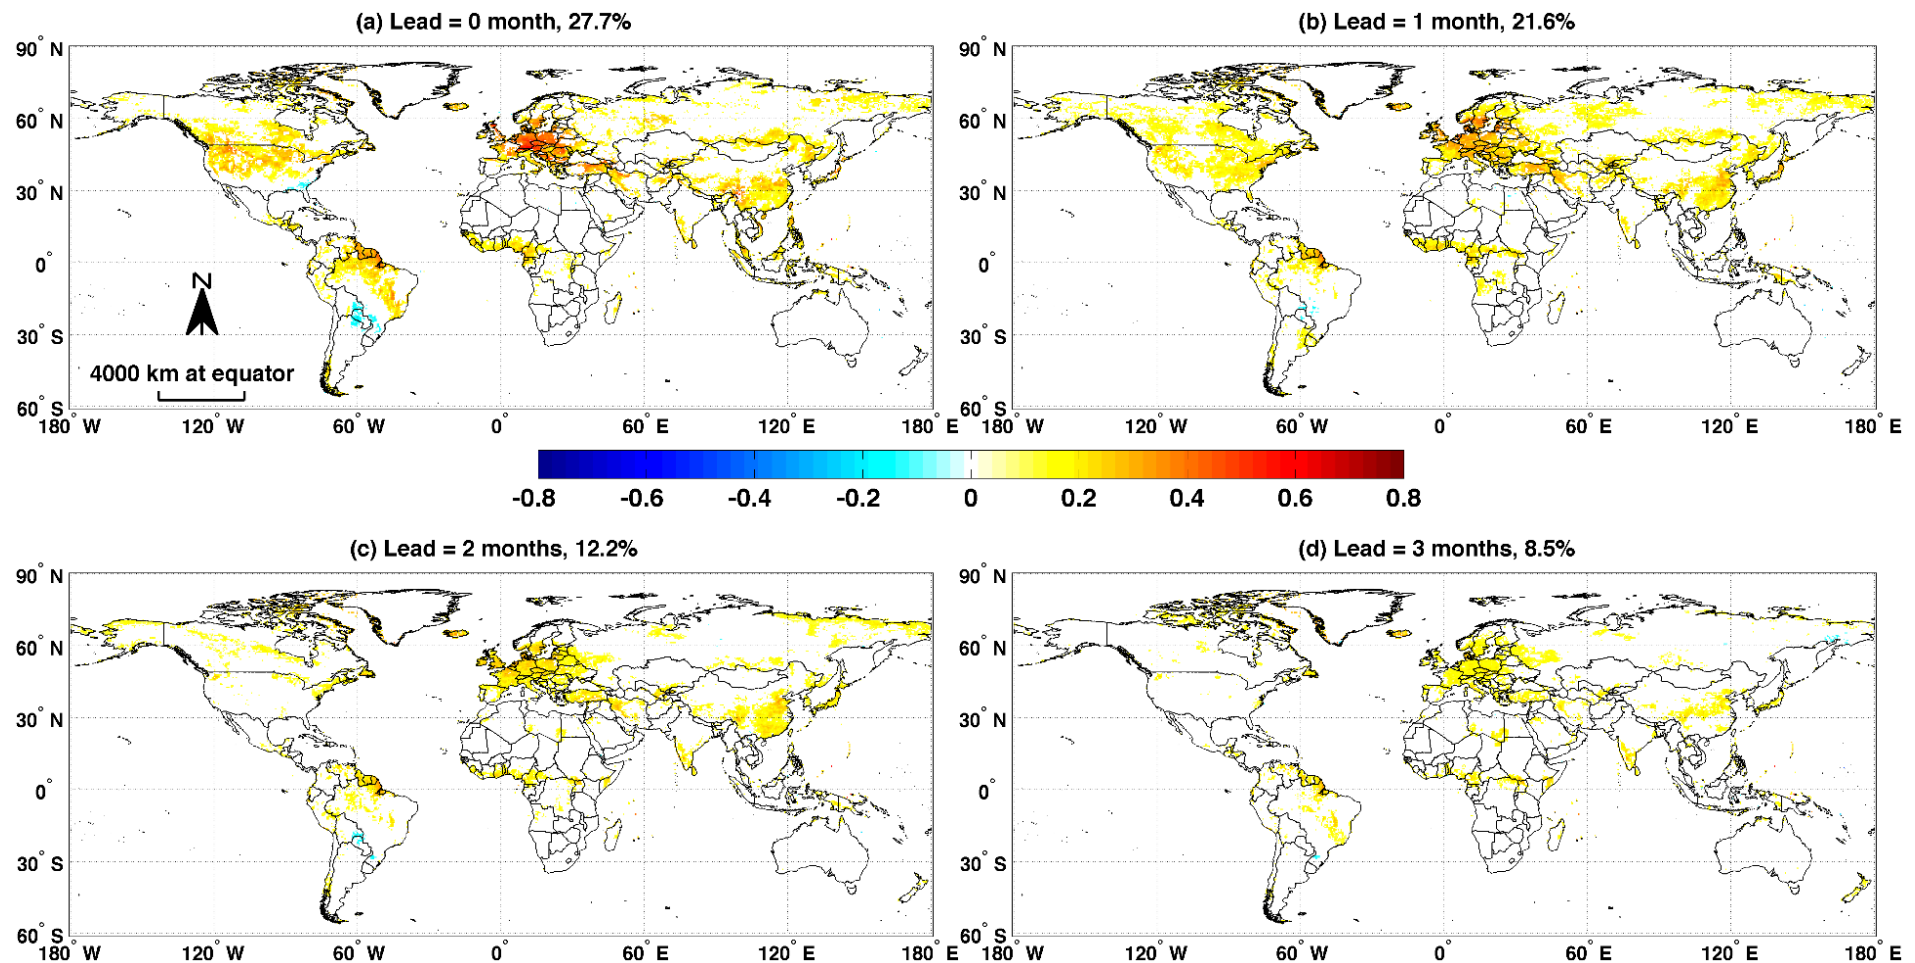 (a) Lead = 0 month, 27.7%
90° N
60° N
30° N
0°
30° S
60° S
180° W
120° W
60° W
0°
60° E
120° E
180° E
N
4000 km at equator
(b) Lead = 1 month, 21.6%
90° N
60° N
30° N
0°
30° S
60° S
180° W
120° W
60° W
0°
60° E
120° E
180° E
-0.8
-0.6
-0.4
-0.2
0
0.2
0.4
0.6
0.8
(c) Lead = 2 months, 12.2%
90° N
60° N
30° N
0°
30° S
60° S
180° W
120° W
60° W
0°
60° E
120° E
180° E
(d) Lead = 3 months, 8.5%
90° N
60° N
30° N
0°
30° S
60° S
180° W
120° W
60° W
0°
60° E
120° E
180° E